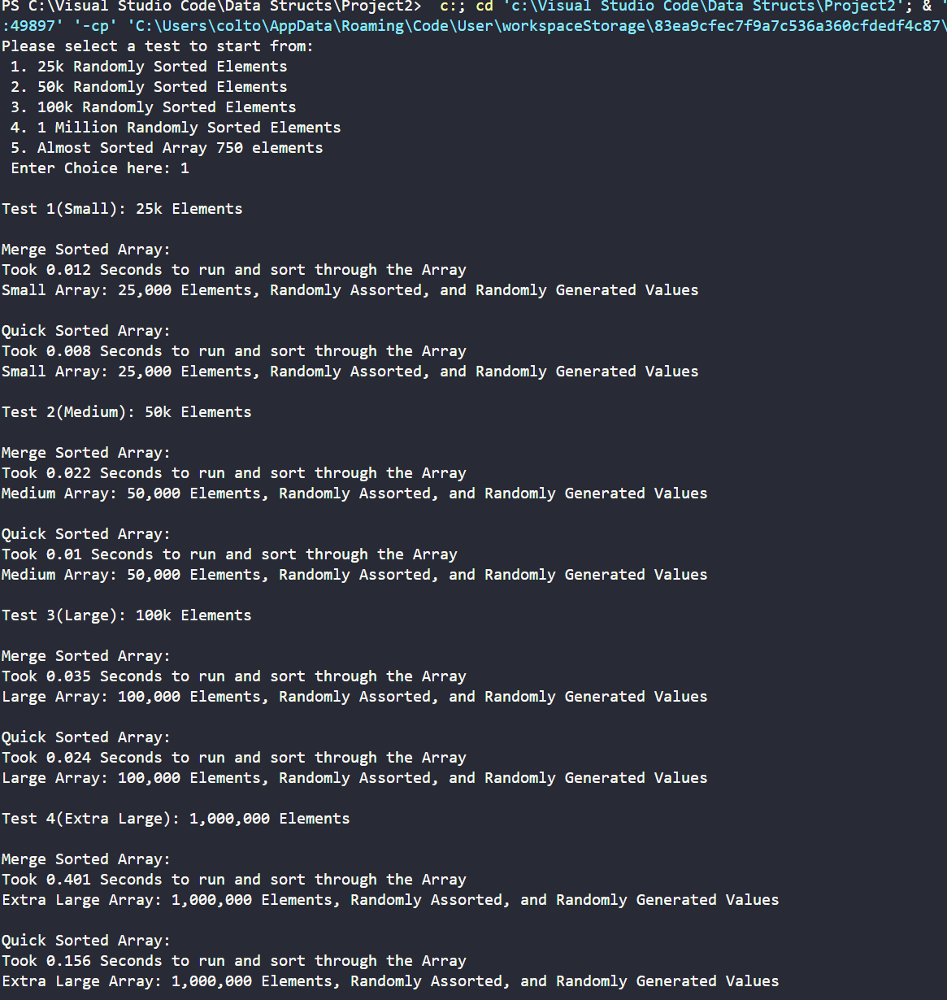 PS C:\Visual Studio Code\Data Structs\Project2>  c:; cd 'c:\Visual Studio Code\Data Structs\Project2'; & '
:49897' '-cp' 'C:\Users\colto\AppData\Roaming\Code\User\workspaceStorage\83ea9cfec7f9a7c536a360cfdedf4c87\
Please select a test to start from:
1. 25k Randomly Sorted Elements
2. 50k Randomly Sorted Elements
3. 100k Randomly Sorted Elements
4. 1 Million Randomly Sorted Elements
5. Almost Sorted Array 750 elements
Enter Choice here: 1
Test 1(Small): 25k Elements
Merge Sorted Array:
Took 0.012 Seconds to run and sort through the Array
Small Array: 25,000 Elements, Randomly Assorted, and Randomly Generated Values
Quick Sorted Array:
Took 0.008 Seconds to run and sort through the Array
Small Array: 25,000 Elements, Randomly Assorted, and Randomly Generated Values
Test 2(Medium): 50k Elements
Merge Sorted Array:
Took 0.022 Seconds to run and sort through the Array
Medium Array: 50,000 Elements, Randomly Assorted, and Randomly Generated Values
Quick Sorted Array:
Took 0.01 Seconds to run and sort through the Array
Medium Array: 50,000 Elements, Randomly Assorted, and Randomly Generated Values
Test 3(Large): 100k Elements
Merge Sorted Array:
Took 0.035 Seconds to run and sort through the Array
Large Array: 100,000 Elements, Randomly Assorted, and Randomly Generated Values
Quick Sorted Array:
Took 0.024 Seconds to run and sort through the Array
Large Array: 100,000 Elements, Randomly Assorted, and Randomly Generated Values
Test 4(Extra Large): 1,000,000 Elements
Merge Sorted Array:
Took 0.401 Seconds to run and sort through the Array
Extra Large Array: 1,000,000 Elements, Randomly Assorted, and Randomly Generated Values
Quick Sorted Array:
Took 0.156 Seconds to run and sort through the Array
Extra Large Array: 1,000,000 Elements, Randomly Assorted, and Randomly Generated Values